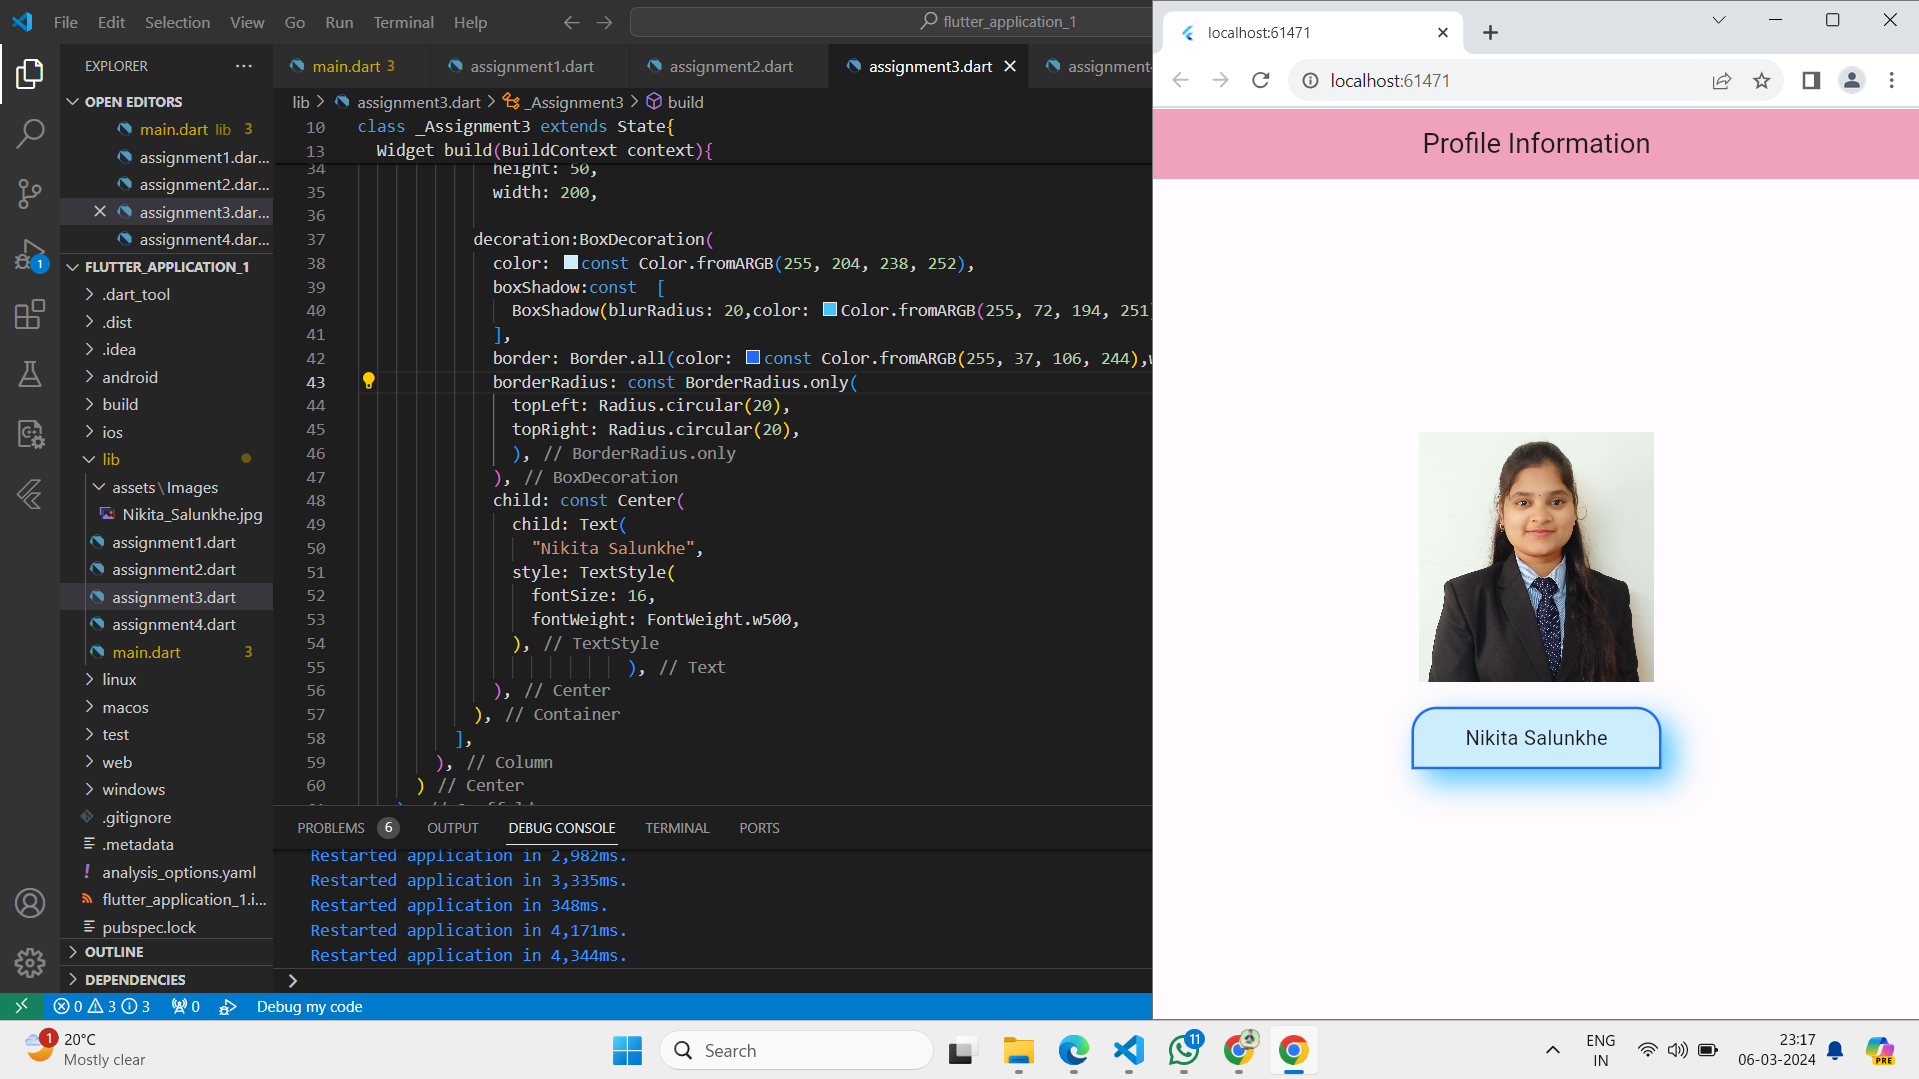 File Edit Selection View Go Run Terminal Help
flutter_application_1
EXPLORER
OPEN EDITORS
main.dart lib 3
assignment1.dar...
assignment2.dar...
assignment3.dar...
assignment4.dar...
FLUTTER_APPLICATION_1
.dart_tool
.dist
.idea
android
build
ios
lib
assets\Images
Nikita_Salunkhe.jpg
assignment1.dart
assignment2.dart
assignment3.dart
assignment4.dart
main.dart 3
linux
macos
test
web
windows
.gitignore
.metadata
analysis_options.yaml
flutter_application_1.i...
pubspec.lock
OUTLINE
DEPENDENCIES
1
main.dart 3 assignment1.dart assignment2.dart assignment3.dart assignment4
lib > assignment3.dart > _Assignment3 > build
10 class _Assignment3 extends State{
13 Widget build(BuildContext context){
34 height: 50,
35 width: 200,
36
37 decoration:BoxDecoration(
38 color: const Color.fromARGB(255, 204, 238, 252),
39 boxShadow:const [
40 BoxShadow(blurRadius: 20,color: Color.fromARGB(255, 72, 194, 251)
41 ],
42 border: Border.all(color: const Color.fromARGB(255, 37, 106, 244),w
43 borderRadius: const BorderRadius.only(
44 topLeft: Radius.circular(20),
45 topRight: Radius.circular(20),
46 ), // BorderRadius.only
47 ), // BoxDecoration
48 child: const Center(
49 child: Text(
50 "Nikita Salunkhe",
51 style: TextStyle(
52 fontSize: 16,
53 fontWeight: FontWeight.w500,
54 ), // TextStyle
55 ), // Text
56 ), // Center
57 ), // Container
58 ],
59 ), // Column
60 ) // Center
PROBLEMS 6 OUTPUT DEBUG CONSOLE TERMINAL PORTS
Restarted application in 2,982ms.
Restarted application in 3,335ms.
Restarted application in 348ms.
Restarted application in 4,171ms.
Restarted application in 4,344ms.
>
0 3 3 0 Debug my code
localhost:61471
localhost:61471
Profile Information
Nikita Salunkhe
1
20°C
Mostly clear
Search
11
ENG
IN
23:17
06-03-2024
PRE